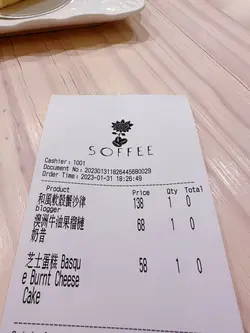 SOFFEE
Cashier: 1001
Document No: 202301311826445580029
Order Time: 2023-01-31 18:26:49
Product Price Qty Total
和風軟殼蟹沙律 138 1 0
blogger
澳洲牛油果榴槤 68 1 0
奶昔
芝士蛋糕 Basqu 58 1 0
e Burnt Cheese
Cake